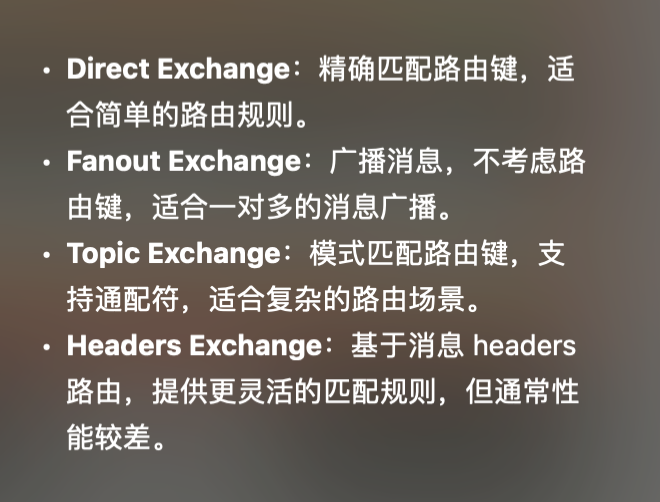 • Direct Exchange：精确匹配路由键，适
合简单的路由规则。
• Fanout Exchange：广播消息，不考虑路
由键，适合一对多的消息广播。
• Topic Exchange：模式匹配路由键，支
持通配符，适合复杂的路由场景。
• Headers Exchange：基于消息 headers
路由，提供更灵活的匹配规则，但通常性
能较差。